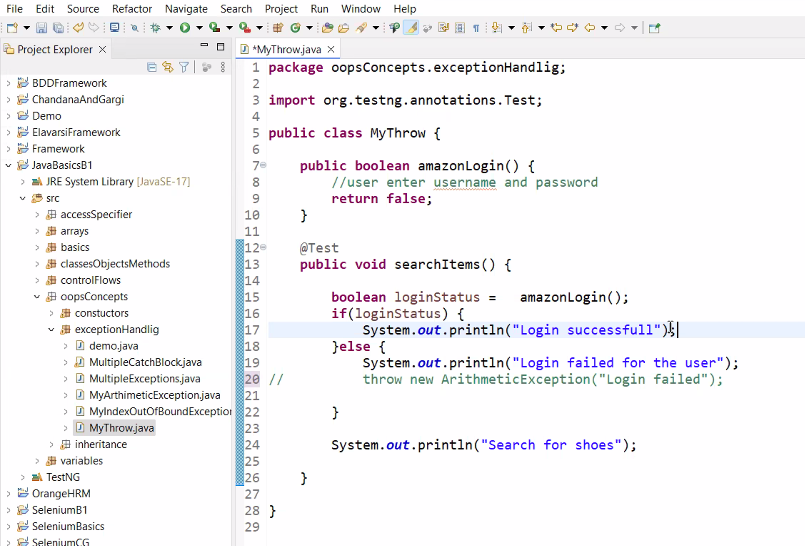 File Edit Source Refactor Navigate Search Project Run Window Help
Project Explorer
BDDFramework
ChandanaAndGargi
Demo
ElavarsiFramework
Framework
JavaBasicsB1
JRE System Library [JavaSE-17]
src
accessSpecifier
arrays
basics
classesObjectsMethods
controlFlows
oopsConcepts
constuctors
exceptionHandlig
demo.java
MultipleCatchBlock.java
MultipleExceptions.java
MyArthimeticException.java
MyIndexOutOfBoundException
MyThrow.java
inheritance
variables
TestNG
OrangeHRM
SeleniumB1
SeleniumBasics
SeleniumCG
*MyThrow.java
1 package oopsConcepts.exceptionHandlig;
2
3 import org.testng.annotations.Test;
4
5 public class MyThrow {
6
7 public boolean amazonLogin() {
8 //user enter username and password
9 return false;
10 }
11
12 @Test
13 public void searchItems() {
14
15 boolean loginStatus = amazonLogin();
16 if(loginStatus) {
17 System.out.println("Login successfull");
18 }else {
19 System.out.println("Login failed for the user");
20 // throw new ArithmeticException("Login failed");
21
22 }
23
24 System.out.println("Search for shoes");
25
26 }
27
28 }
29